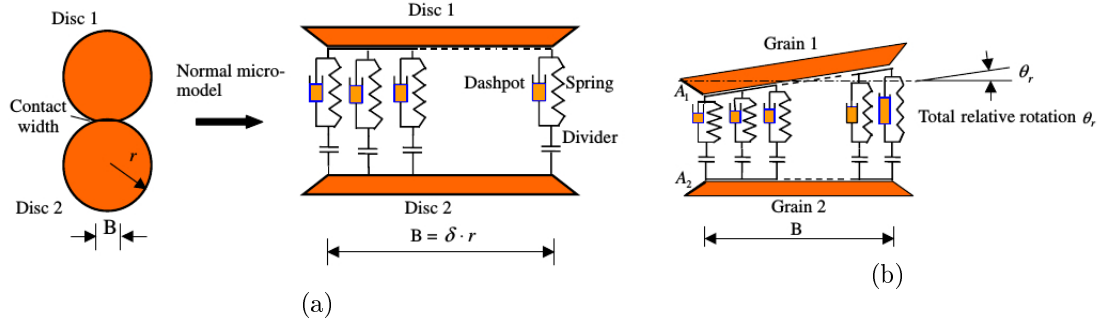 Disc 1
Normal micro-
model
Contact
width
r
Disc 2
B
Disc 1
Dashpot
Spring
Divider
Disc 2
B = δ · r
(a)
Grain 1
θr
A1
Total relative rotation θr
A2
Grain 2
B
(b)